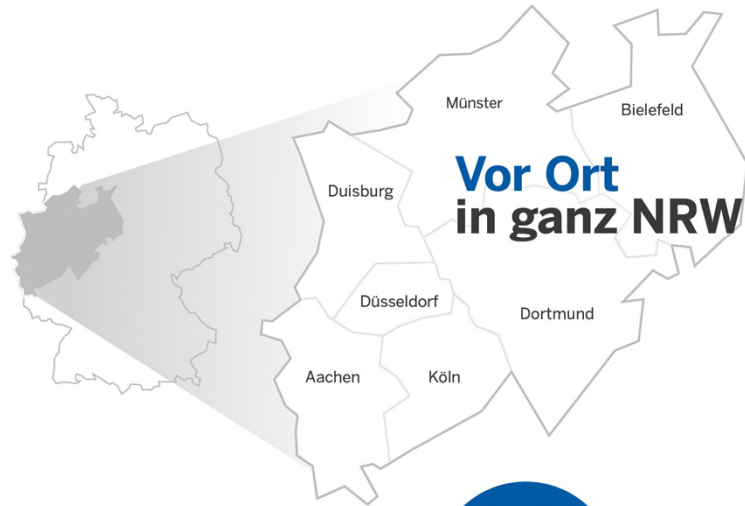 Münster
Bielefeld
Duisburg
Vor Ort
in ganz NRW
Düsseldorf
Dortmund
Aachen
Köln